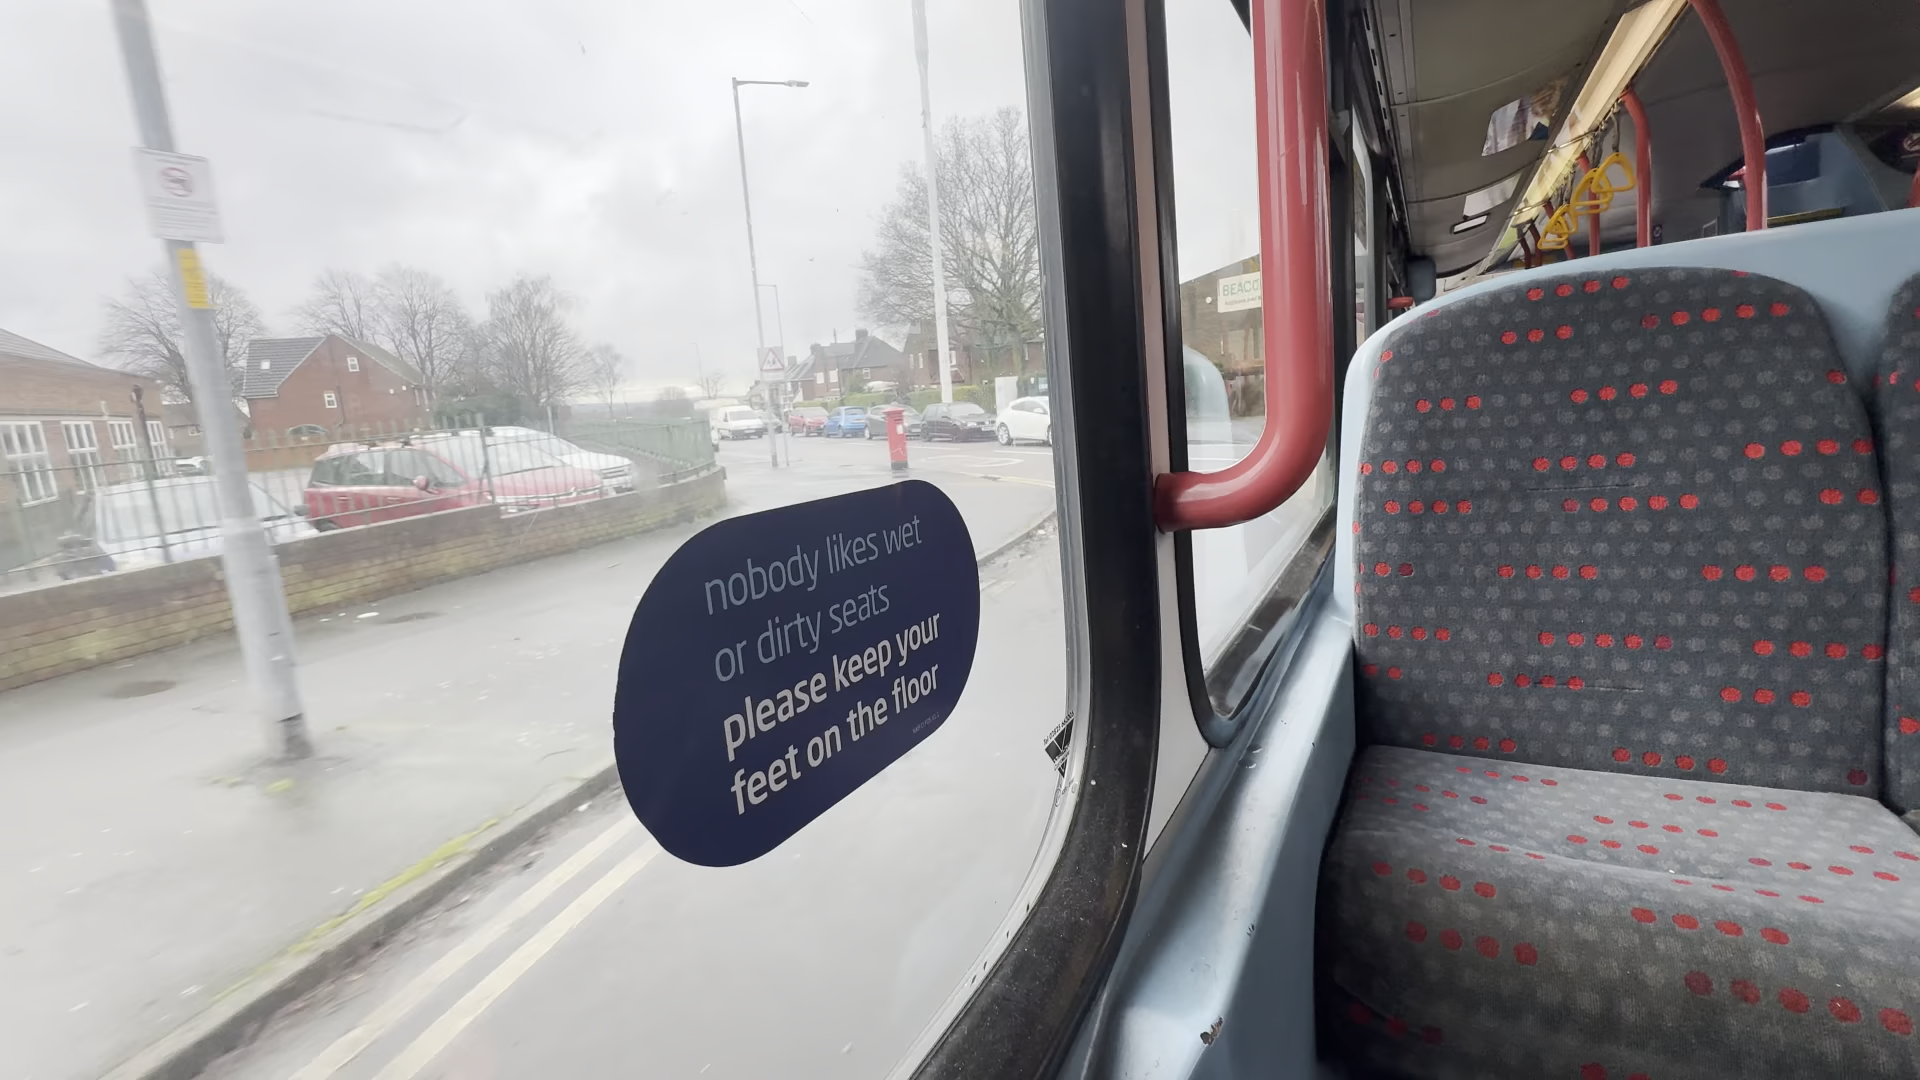 nobody likes wet
or dirty seats
please keep your
feet on the floor